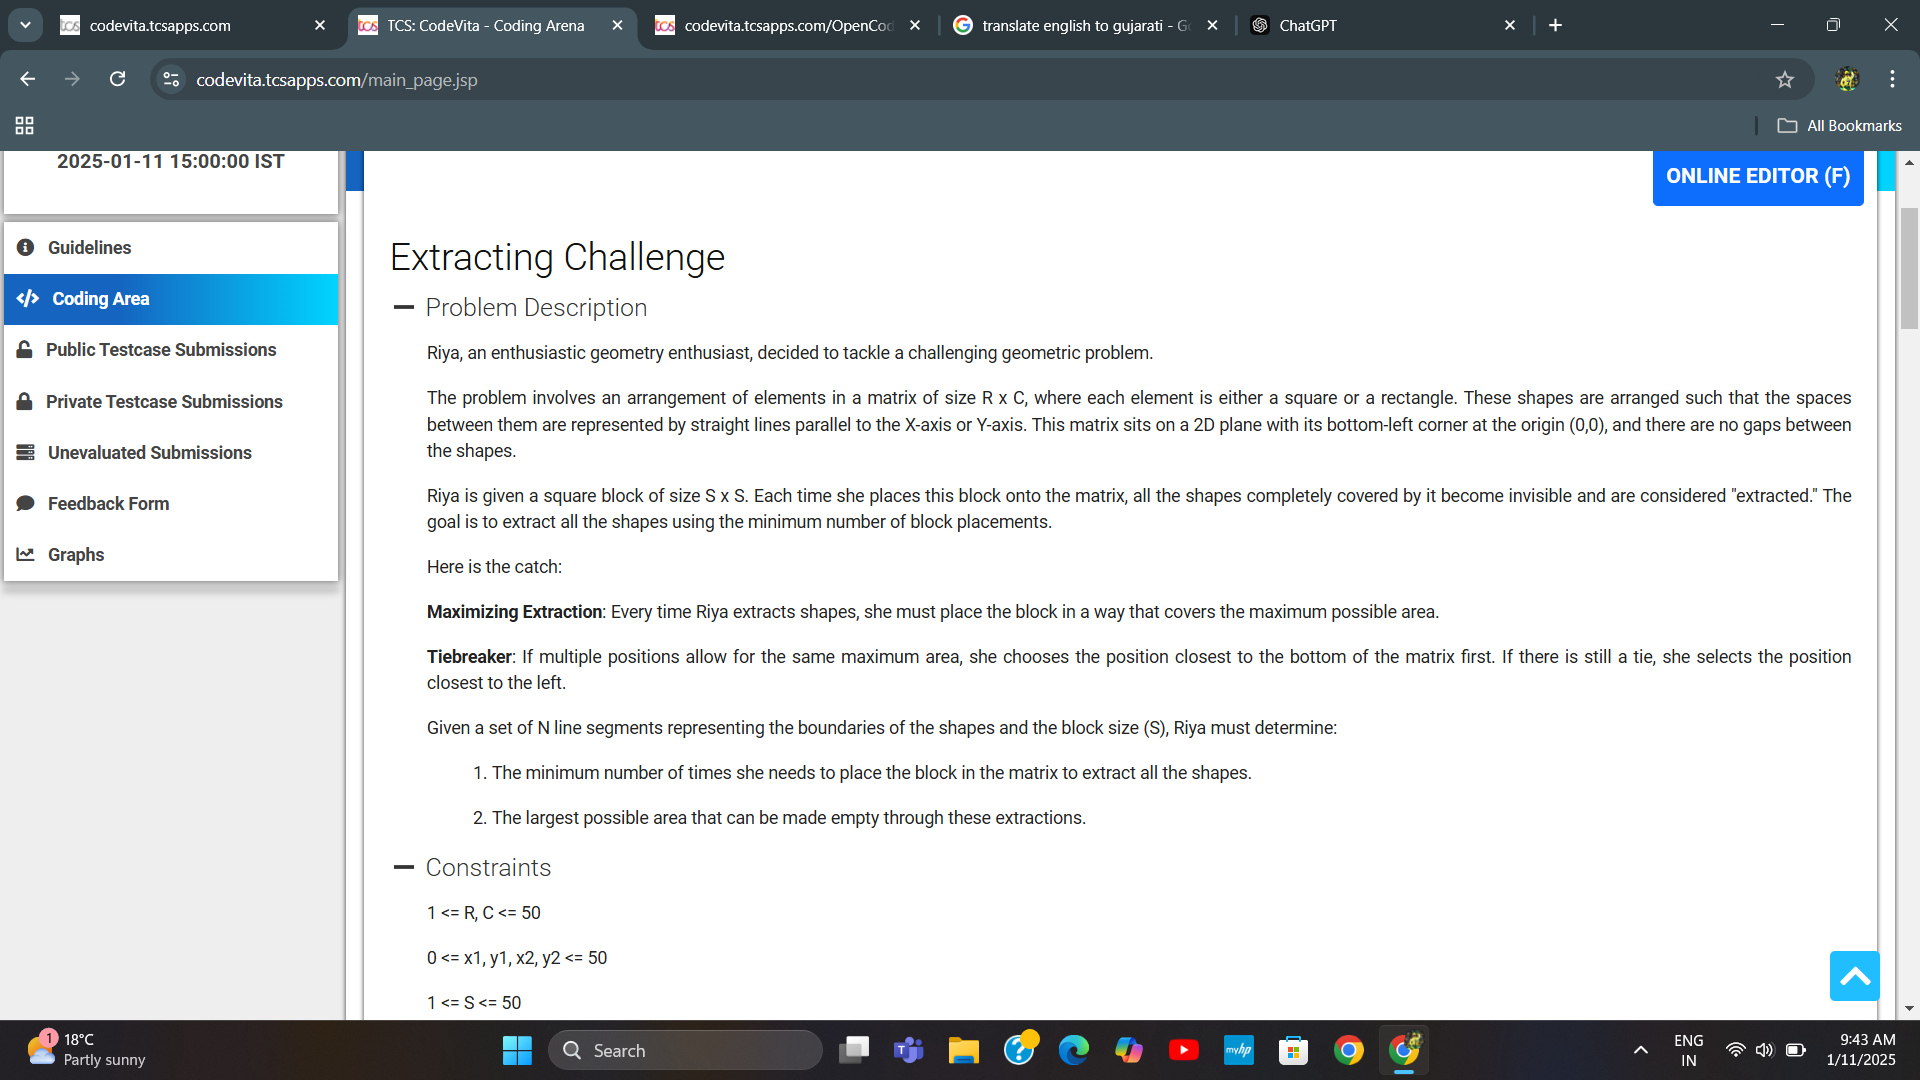 codevita.tcsapps.com
TCS: CodeVita - Coding Arena
codevita.tcsapps.com/OpenCod
translate english to gujarati - G
ChatGPT
codevita.tcsapps.com/main_page.jsp
All Bookmarks
2025-01-11 15:00:00 IST
Guidelines
Coding Area
Public Testcase Submissions
Private Testcase Submissions
Unevaluated Submissions
Feedback Form
Graphs
ONLINE EDITOR (F)
Extracting Challenge
Problem Description
Riya, an enthusiastic geometry enthusiast, decided to tackle a challenging geometric problem.
The problem involves an arrangement of elements in a matrix of size R x C, where each element is either a square or a rectangle. These shapes are arranged such that the spaces
between them are represented by straight lines parallel to the X-axis or Y-axis. This matrix sits on a 2D plane with its bottom-left corner at the origin (0,0), and there are no gaps between
the shapes.
Riya is given a square block of size S x S. Each time she places this block onto the matrix, all the shapes completely covered by it become invisible and are considered "extracted." The
goal is to extract all the shapes using the minimum number of block placements.
Here is the catch:
Maximizing Extraction: Every time Riya extracts shapes, she must place the block in a way that covers the maximum possible area.
Tiebreaker: If multiple positions allow for the same maximum area, she chooses the position closest to the bottom of the matrix first. If there is still a tie, she selects the position
closest to the left.
Given a set of N line segments representing the boundaries of the shapes and the block size (S), Riya must determine:
1. The minimum number of times she needs to place the block in the matrix to extract all the shapes.
2. The largest possible area that can be made empty through these extractions.
Constraints
1 <= R, C <= 50
0 <= x1, y1, x2, y2 <= 50
1 <= S <= 50
1
18°C
Partly sunny
Search
myhp
ENG
IN
9:43 AM
1/11/2025